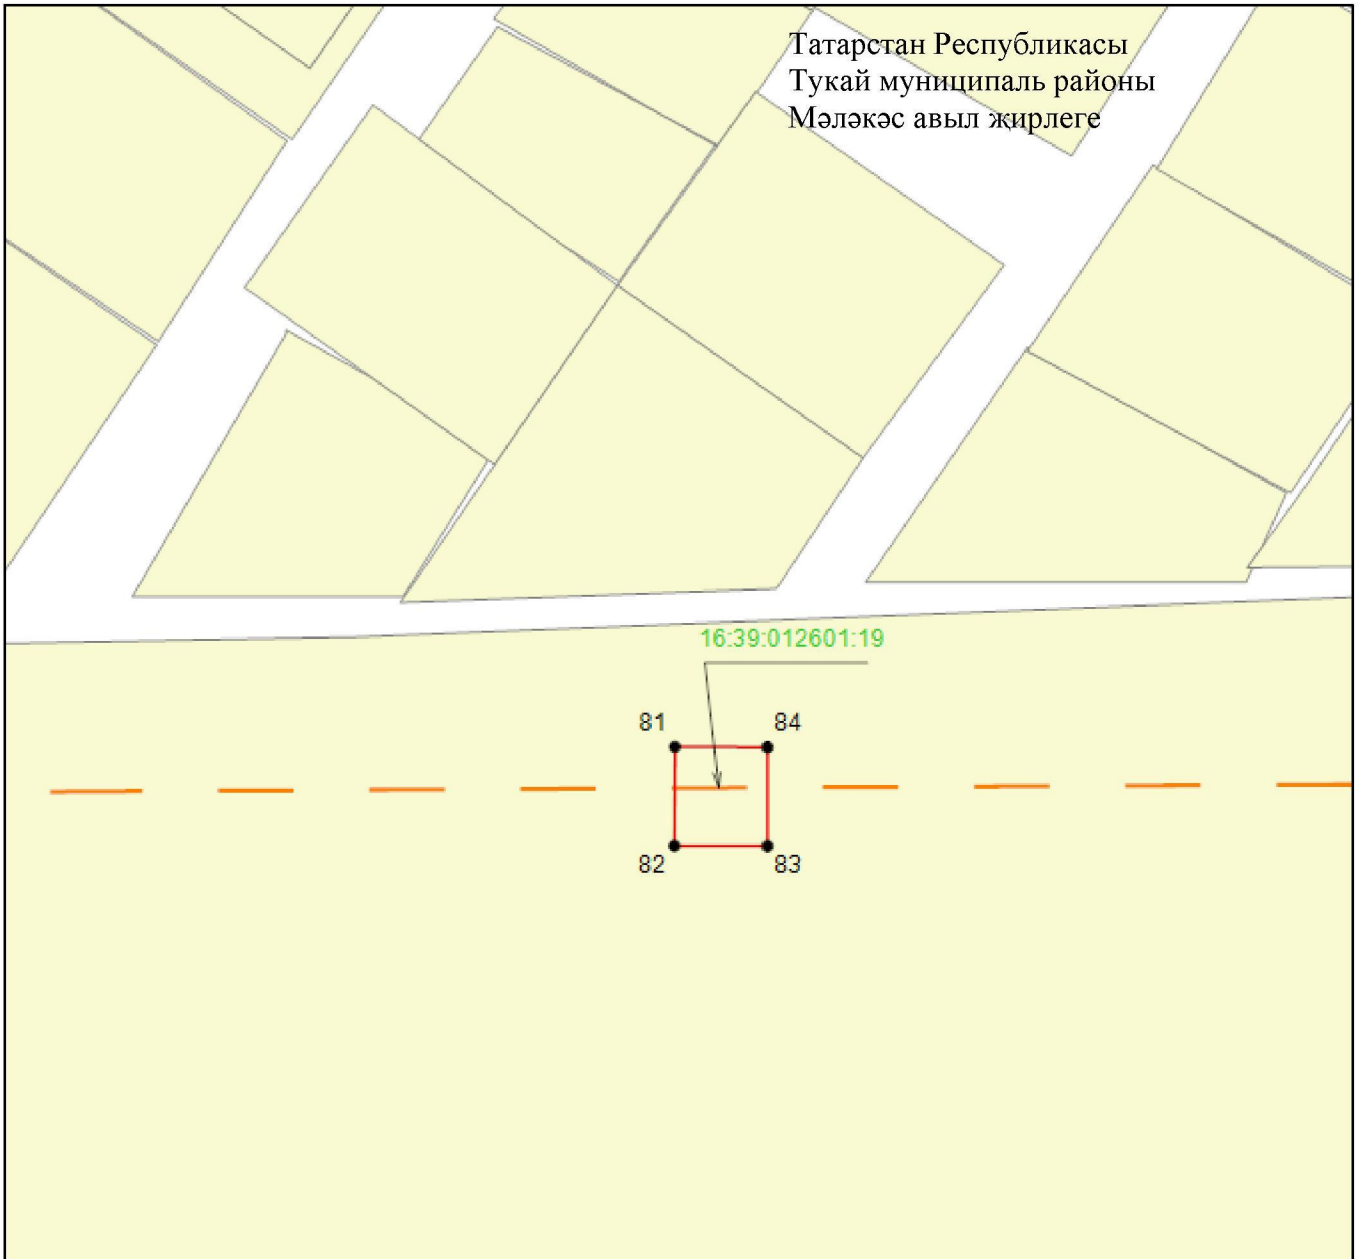 Татарстан Республикасы
Тукай муниципаль районы
Мәләкәс авыл җирлеге
16:39:012601:19
81 84
82 83